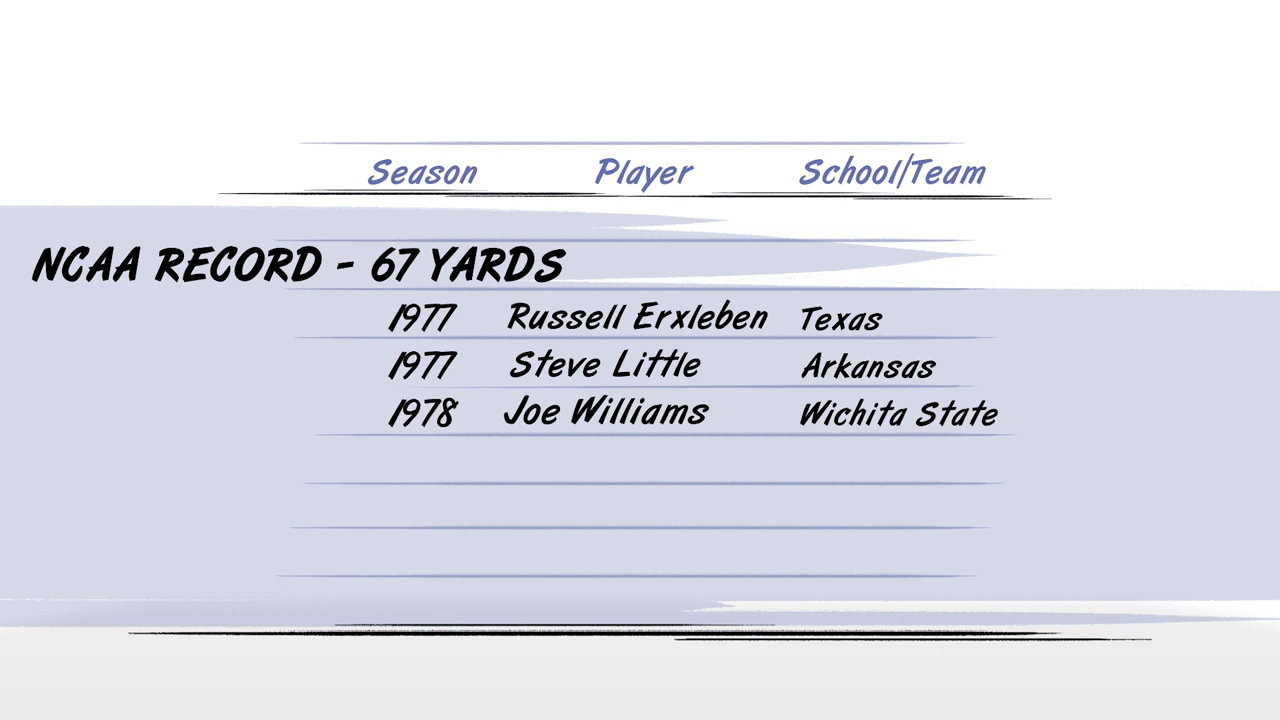 Season Player School/Team
NCAA RECORD - 67 YARDS
1977 Russell Erxleben Texas
1977 Steve Little Arkansas
1978 Joe Williams Wichita State